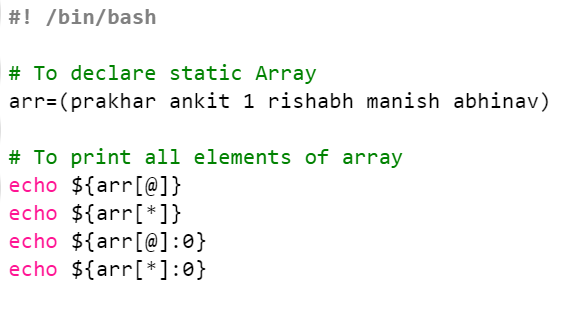 #! /bin/bash
# To declare static Array
arr=(prakhar ankit 1 rishabh manish abhinav)
# To print all elements of array
echo ${arr[@]}
echo ${arr[*]}
echo ${arr[@]:0}
echo ${arr[*]:0}